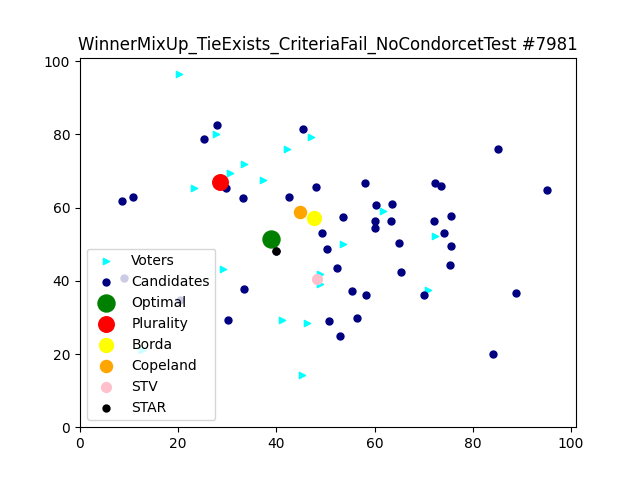 WinnerMixUp_TieExists_CriteriaFail_NoCondorcetTest #7981
100
80
60
40
20
0
Voters
Candidates
Optimal
Plurality
Borda
Copeland
STV
STAR
0 20 40 60 80 100